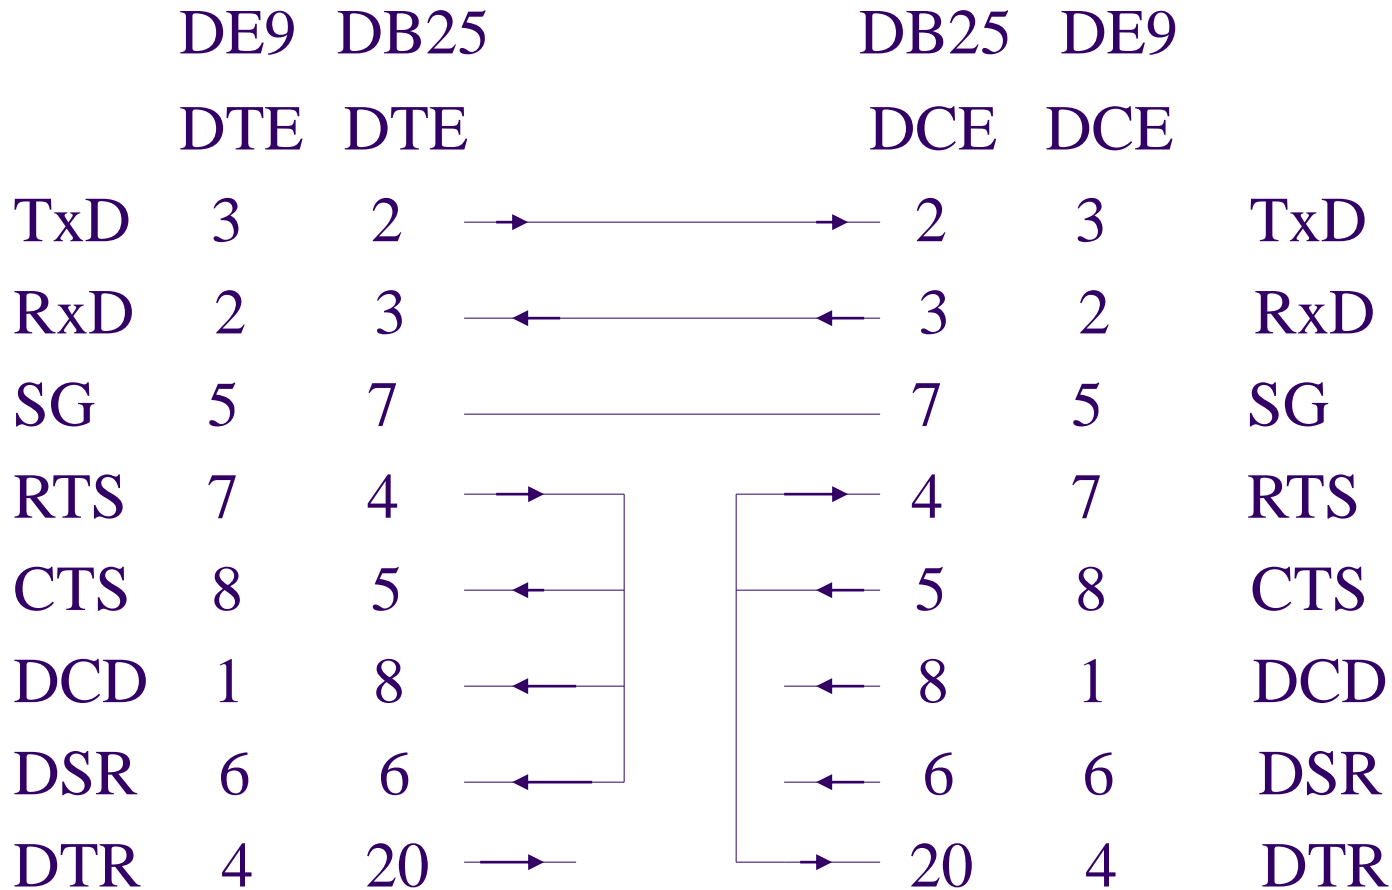 DE9 DB25 DB25 DE9
DTE DTE DCE DCE
TxD 3 2 2 3 TxD
RxD 2 3 3 2 RxD
SG 5 7 7 5 SG
RTS 7 4 4 7 RTS
CTS 8 5 5 8 CTS
DCD 1 8 8 1 DCD
DSR 6 6 6 6 DSR
DTR 4 20 20 4 DTR